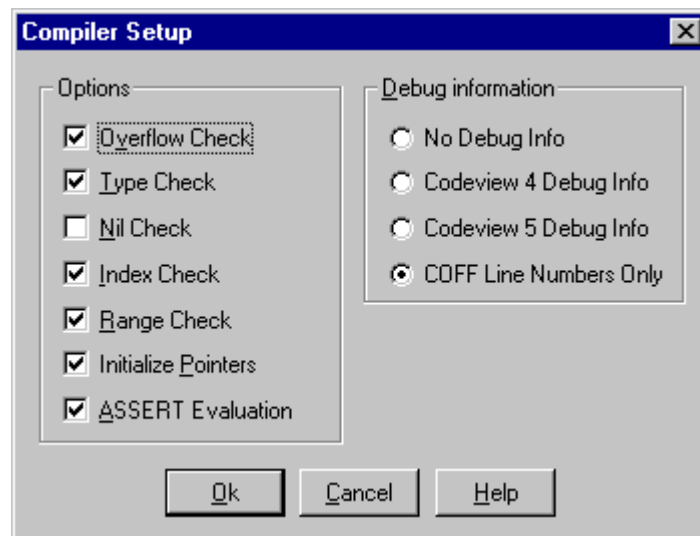 Compiler Setup
Options
Overflow Check
Type Check
Nil Check
Index Check
Range Check
Initialize Pointers
ASSERT Evaluation
Debug information
No Debug Info
Codeview 4 Debug Info
Codeview 5 Debug Info
COFF Line Numbers Only
Ok
Cancel
Help